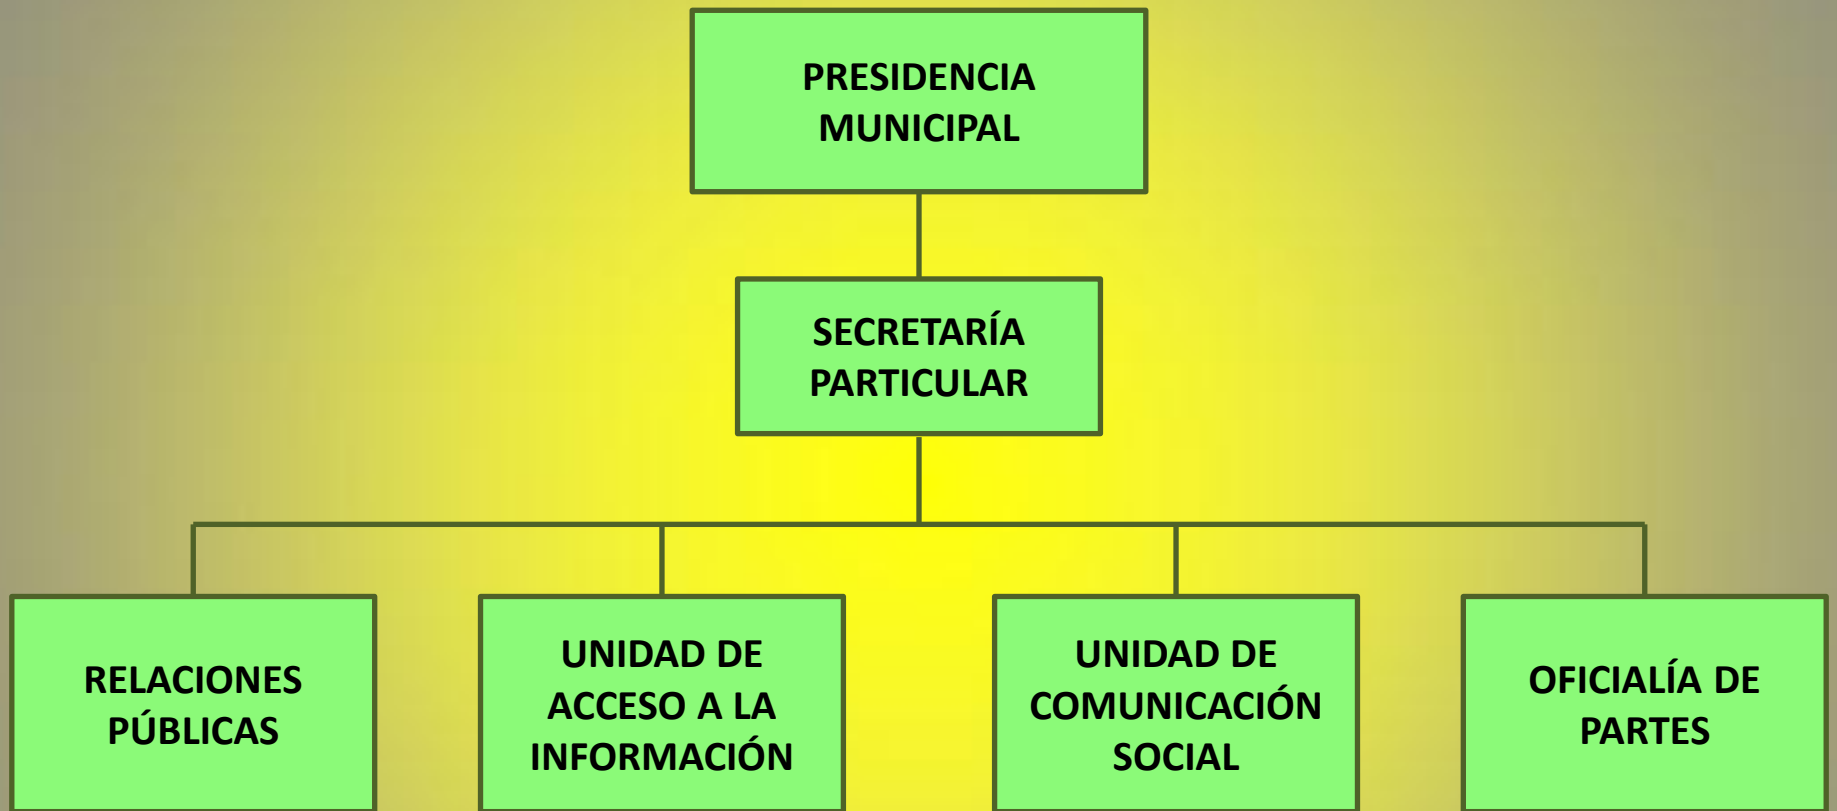 PRESIDENCIA
MUNICIPAL
SECRETARÍA
PARTICULAR
RELACIONES
PÚBLICAS
UNIDAD DE
ACCESO A LA
INFORMACIÓN
UNIDAD DE
COMUNICACIÓN
SOCIAL
OFICIALÍA DE
PARTES